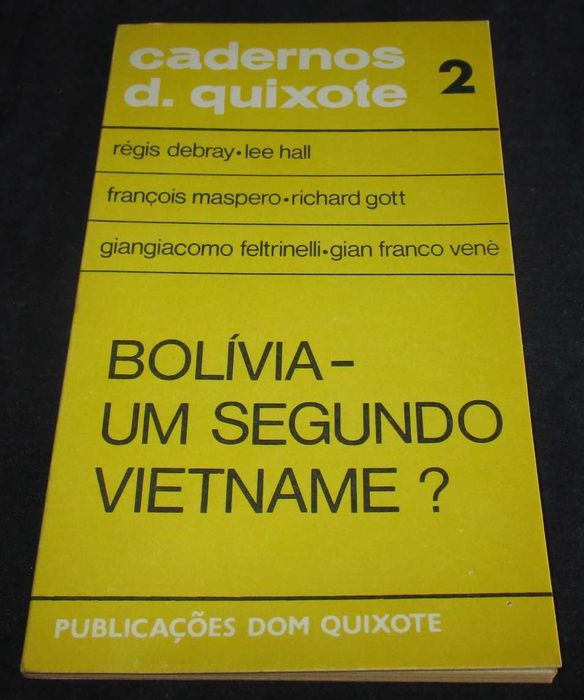 cadernos
d. quixote 2
régis debray•lee hall
françois maspero•richard gott
giangiacomo feltrinelli•gian franco venè
BOLÍVIA –
UM SEGUNDO
VIETNAME ?
PUBLICAÇÕES DOM QUIXOTE